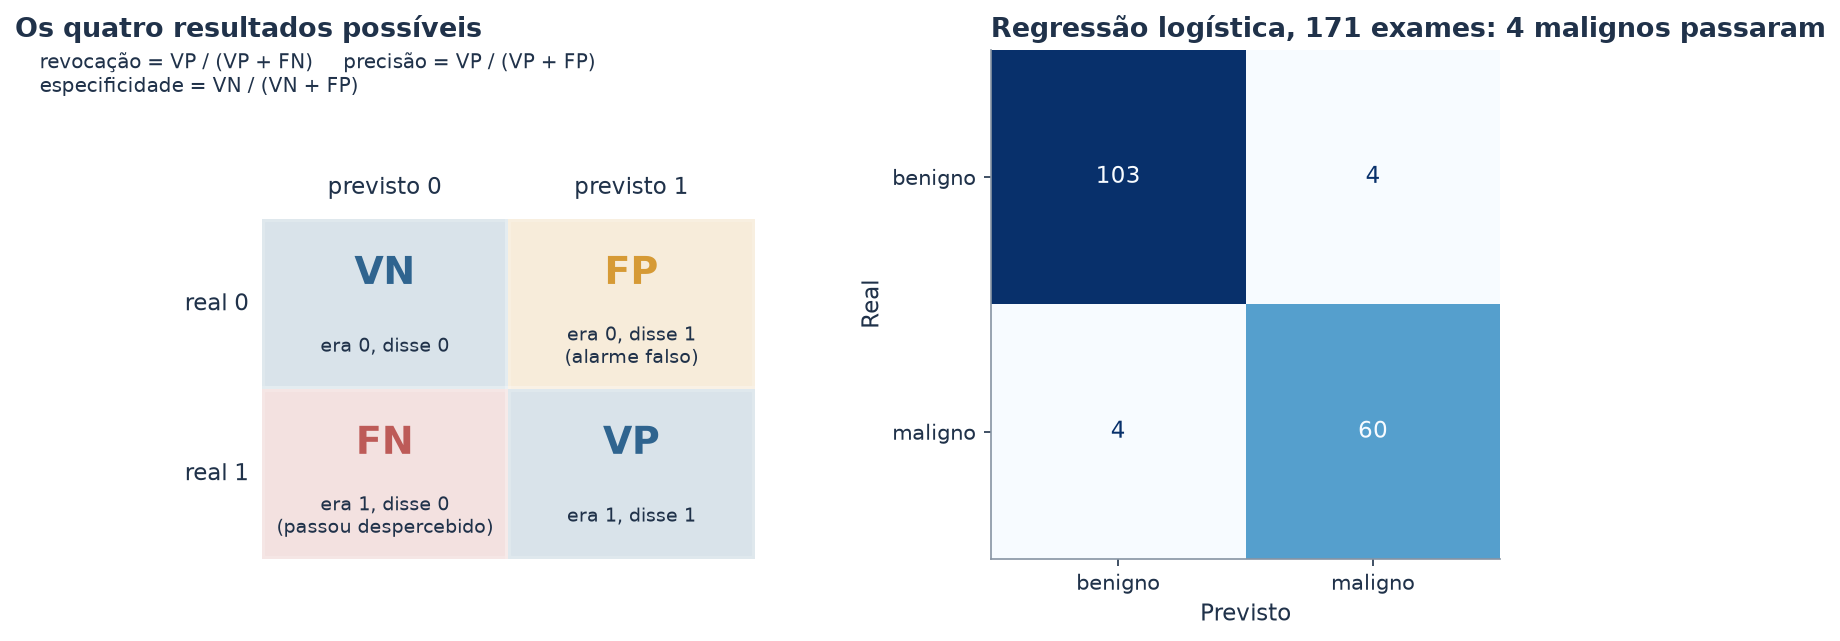 Os quatro resultados possíveis
revocação = VP / (VP + FN)     precisão = VP / (VP + FP)
especificidade = VN / (VN + FP)
previsto 0
previsto 1
real 0
VN
era 0, disse 0
FP
era 0, disse 1
(alarme falso)
real 1
FN
era 1, disse 0
(passou despercebido)
VP
era 1, disse 1
Regressão logística, 171 exames: 4 malignos passaram
Real
benigno
103
4
maligno
4
60
benigno
maligno
Previsto